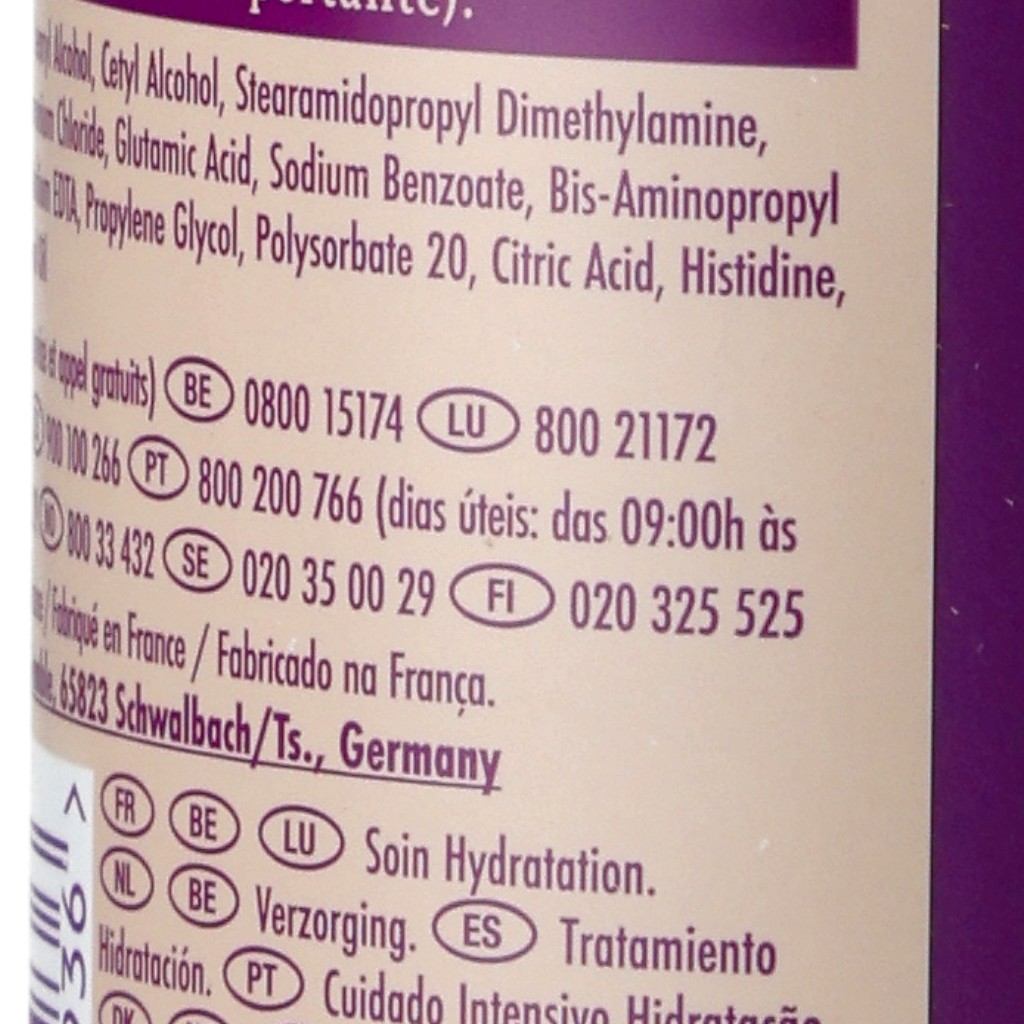 Alcohol, Cetyl Alcohol, Stearamidopropyl Dimethylamine,
Chloride, Glutamic Acid, Sodium Benzoate, Bis-Aminopropyl
EDTA, Propylene Glycol, Polysorbate 20, Citric Acid, Histidine,
et appel gratuits) BE 0800 15174 LU 800 21172
900 100 266 PT 800 200 766 (dias úteis: das 09:00h às
800 33 432 SE 020 35 00 29 FI 020 325 525
/ Fabriqué en France / Fabricado na França.
65823 Schwalbach/Ts., Germany
FR BE LU Soin Hydratation.
NL BE Verzorging. ES Tratamiento
Hidratación. PT Cuidado Intensivo Hidratação
DK